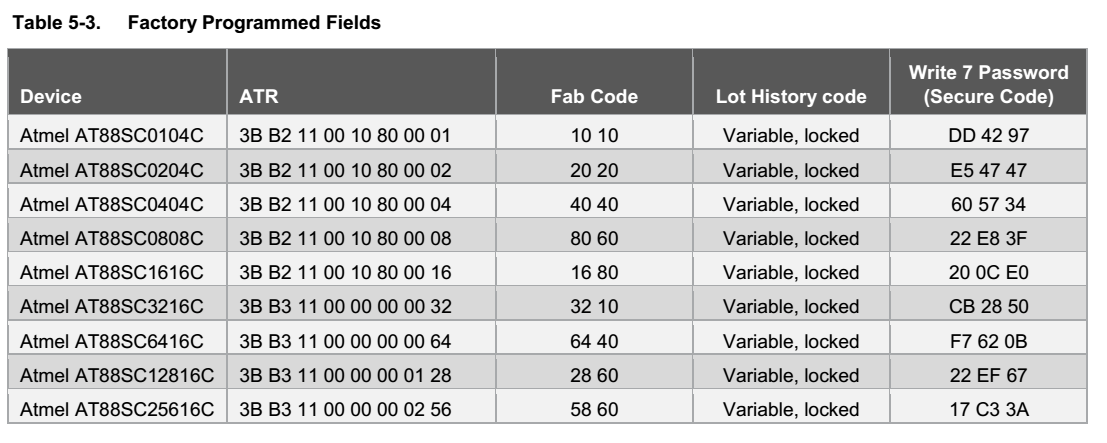 Table 5-3. Factory Programmed Fields
Device ATR Fab Code Lot History code Write 7 Password (Secure Code)
Atmel AT88SC0104C 3B B2 11 00 10 80 00 01 10 10 Variable, locked DD 42 97
Atmel AT88SC0204C 3B B2 11 00 10 80 00 02 20 20 Variable, locked E5 47 47
Atmel AT88SC0404C 3B B2 11 00 10 80 00 04 40 40 Variable, locked 60 57 34
Atmel AT88SC0808C 3B B2 11 00 10 80 00 08 80 60 Variable, locked 22 E8 3F
Atmel AT88SC1616C 3B B2 11 00 10 80 00 16 16 80 Variable, locked 20 0C E0
Atmel AT88SC3216C 3B B3 11 00 00 00 00 32 32 10 Variable, locked CB 28 50
Atmel AT88SC6416C 3B B3 11 00 00 00 00 64 64 40 Variable, locked F7 62 0B
Atmel AT88SC12816C 3B B3 11 00 00 00 01 28 28 60 Variable, locked 22 EF 67
Atmel AT88SC25616C 3B B3 11 00 00 00 02 56 58 60 Variable, locked 17 C3 3A